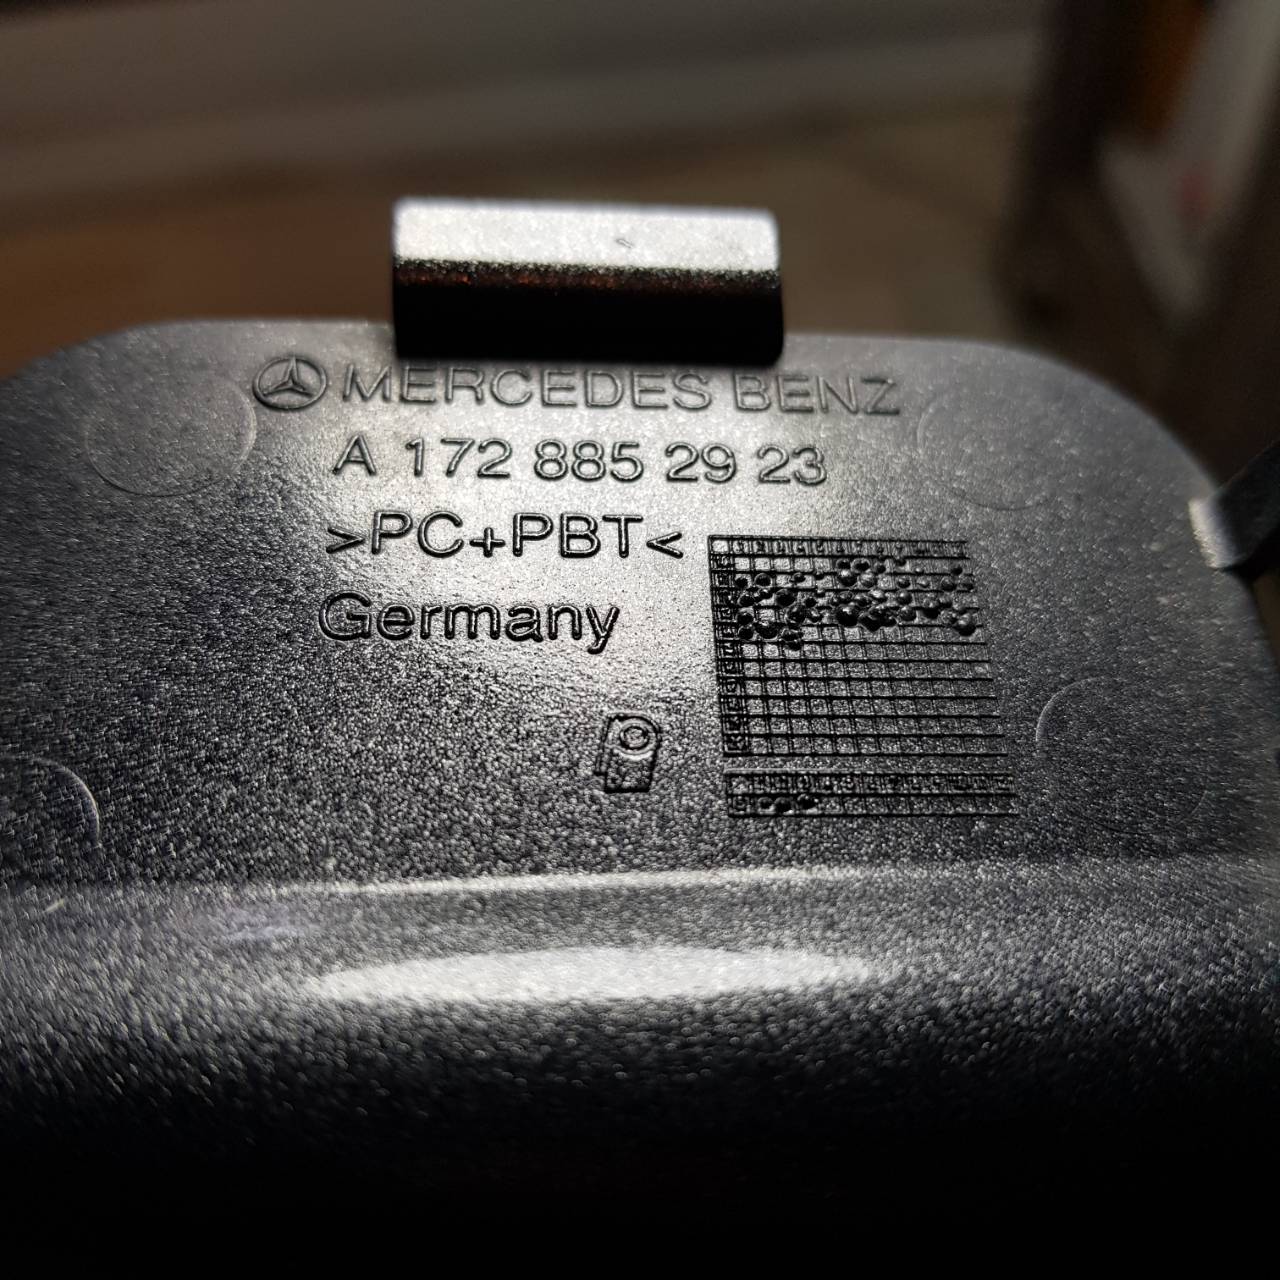 MERCEDES BENZ
A 172 885 29 23
>PC+PBT<
Germany